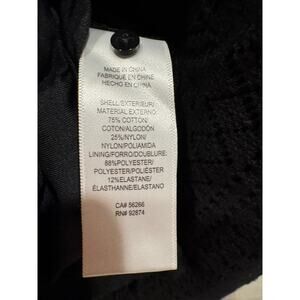 MADE IN CHINA
FABRIQUE EN CHINE
HECHO EN CHINA
SHELL/EXTERIEUR/
MATERIAL EXTERNO:
75% COTTON/
COTON/ALGODÓN
25%/NYLON/
NYLON/POLIAMIDA
LINING/FORRO/DOUBLURE:
88%POLYESTER/
POLYESTER/POLIÉSTER
12%ELASTANE/
ÉLASTHANNE/ELASTANO
CA# 56266
RN# 92874